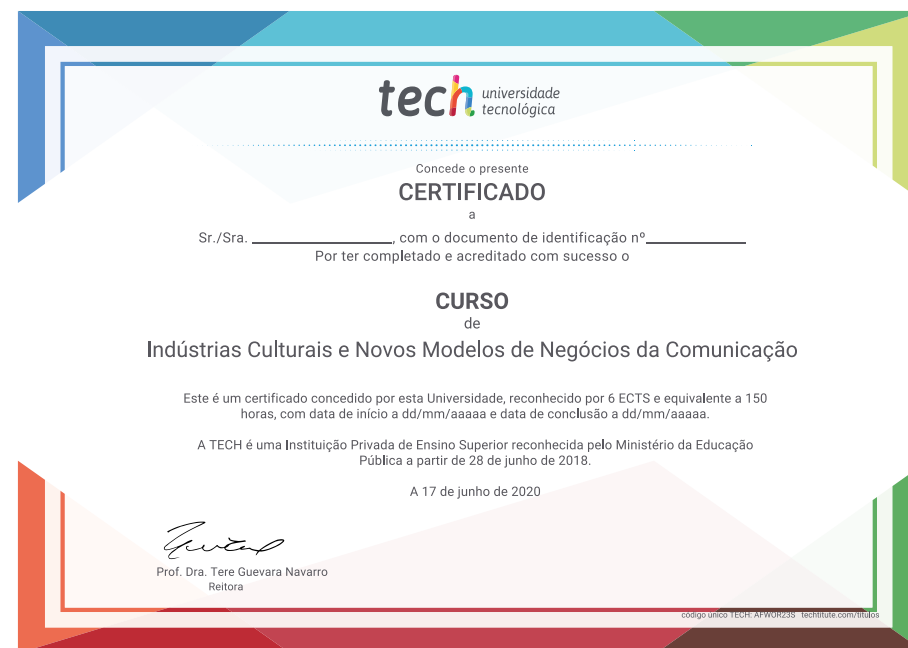 tech universidade
tecnológica
Concede o presente
CERTIFICADO
a
Sr./Sra. ______________, com o documento de identificação nº__________
Por ter completado e acreditado com sucesso o
CURSO
de
Indústrias Culturais e Novos Modelos de Negócios da Comunicação
Este é um certificado concedido por esta Universidade, reconhecido por 6 ECTS e equivalente a 150
horas, com data de início a dd/mm/aaaaa e data de conclusão a dd/mm/aaaaa.
A TECH é uma Instituição Privada de Ensino Superior reconhecida pelo Ministério da Educação
Pública a partir de 28 de junho de 2018.
A 17 de junho de 2020
Prof. Dra. Tere Guevara Navarro
Reitora
código único TECH: AFWOR23S techtitute.com/titulos